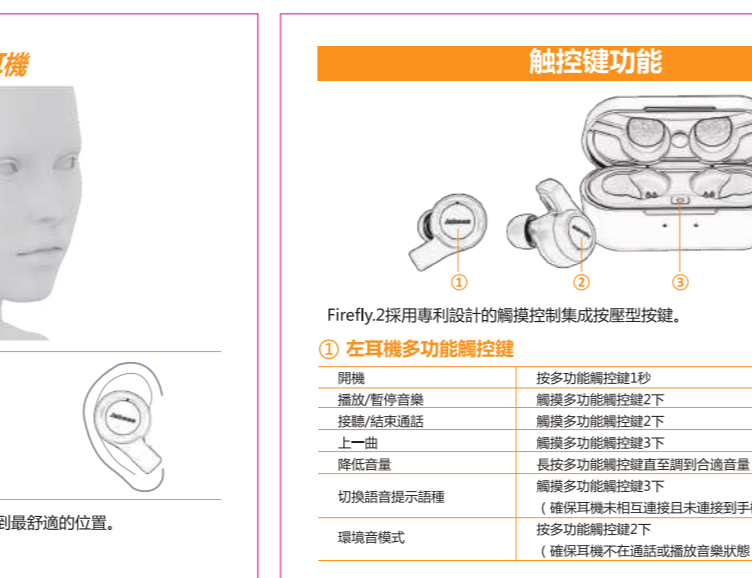 機
到最舒適的位置。
触控键功能
①
②
③
Firefly.2採用專利設計的觸摸控制集成按壓型按鍵。
① 左耳機多功能觸控鍵
開機 按多功能觸控鍵1秒
播放/暫停音樂 觸摸多功能觸控鍵2下
接聽/結束通話 觸摸多功能觸控鍵2下
上一曲 觸摸多功能觸控鍵3下
降低音量 長按多功能觸控鍵直至調到合適音量
切換語音提示語種 觸摸多功能觸控鍵3下
(確保耳機未相互連接且未連接到手
環境音模式 按多功能觸控鍵2下
(確保耳機不在通話或播放音樂狀態